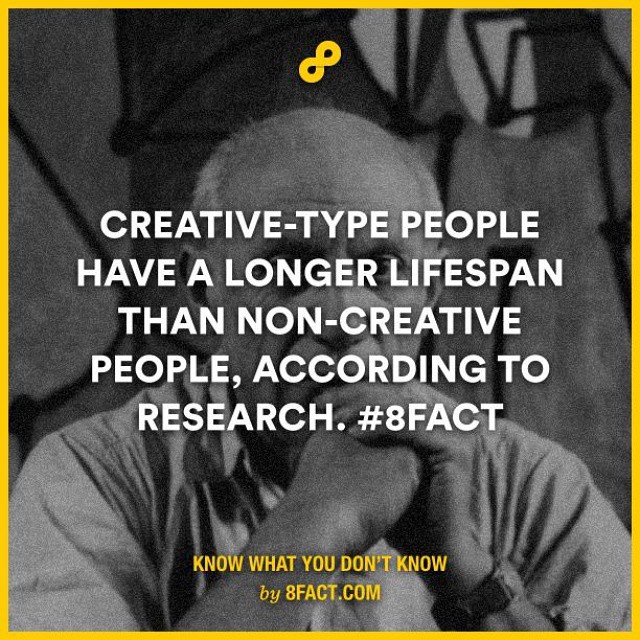 CREATIVE-TYPE PEOPLE
HAVE A LONGER LIFESPAN
THAN NON-CREATIVE
PEOPLE, ACCORDING TO
RESEARCH. #8FACT
KNOW WHAT YOU DON'T KNOW
by 8FACT.COM